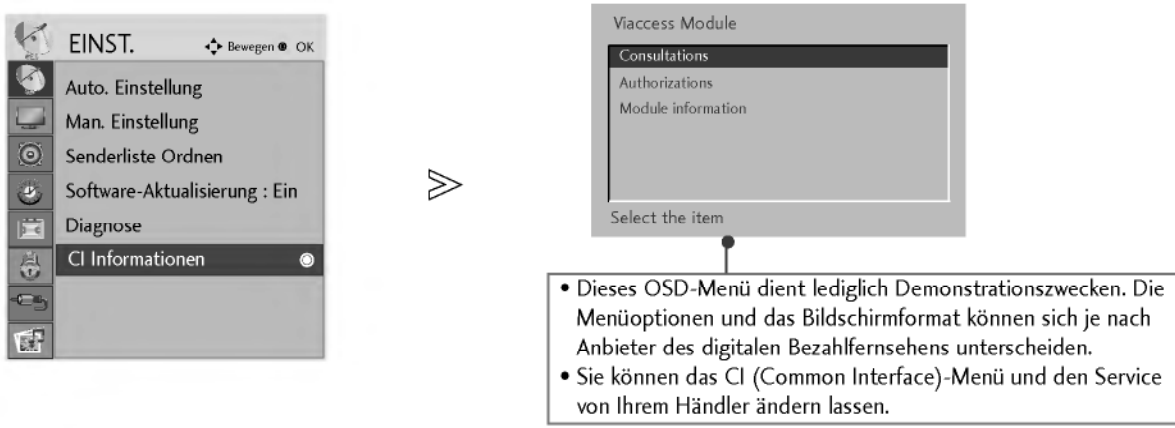 EINST.
Bewegen OK
Auto. Einstellung
Man. Einstellung
Senderliste Ordnen
Software-Aktualisierung : Ein
Diagnose
CI Informationen
Viaccess Module
Consultations
Authorizations
Module information
Select the item
• Dieses OSD-Menü dient lediglich Demonstrationszwecken. Die
Menüoptionen und das Bildschirmformat können sich je nach
Anbieter des digitalen Bezahlfernsehens unterscheiden.
• Sie können das CI (Common Interface)-Menü und den Service
von Ihrem Händler ändern lassen.